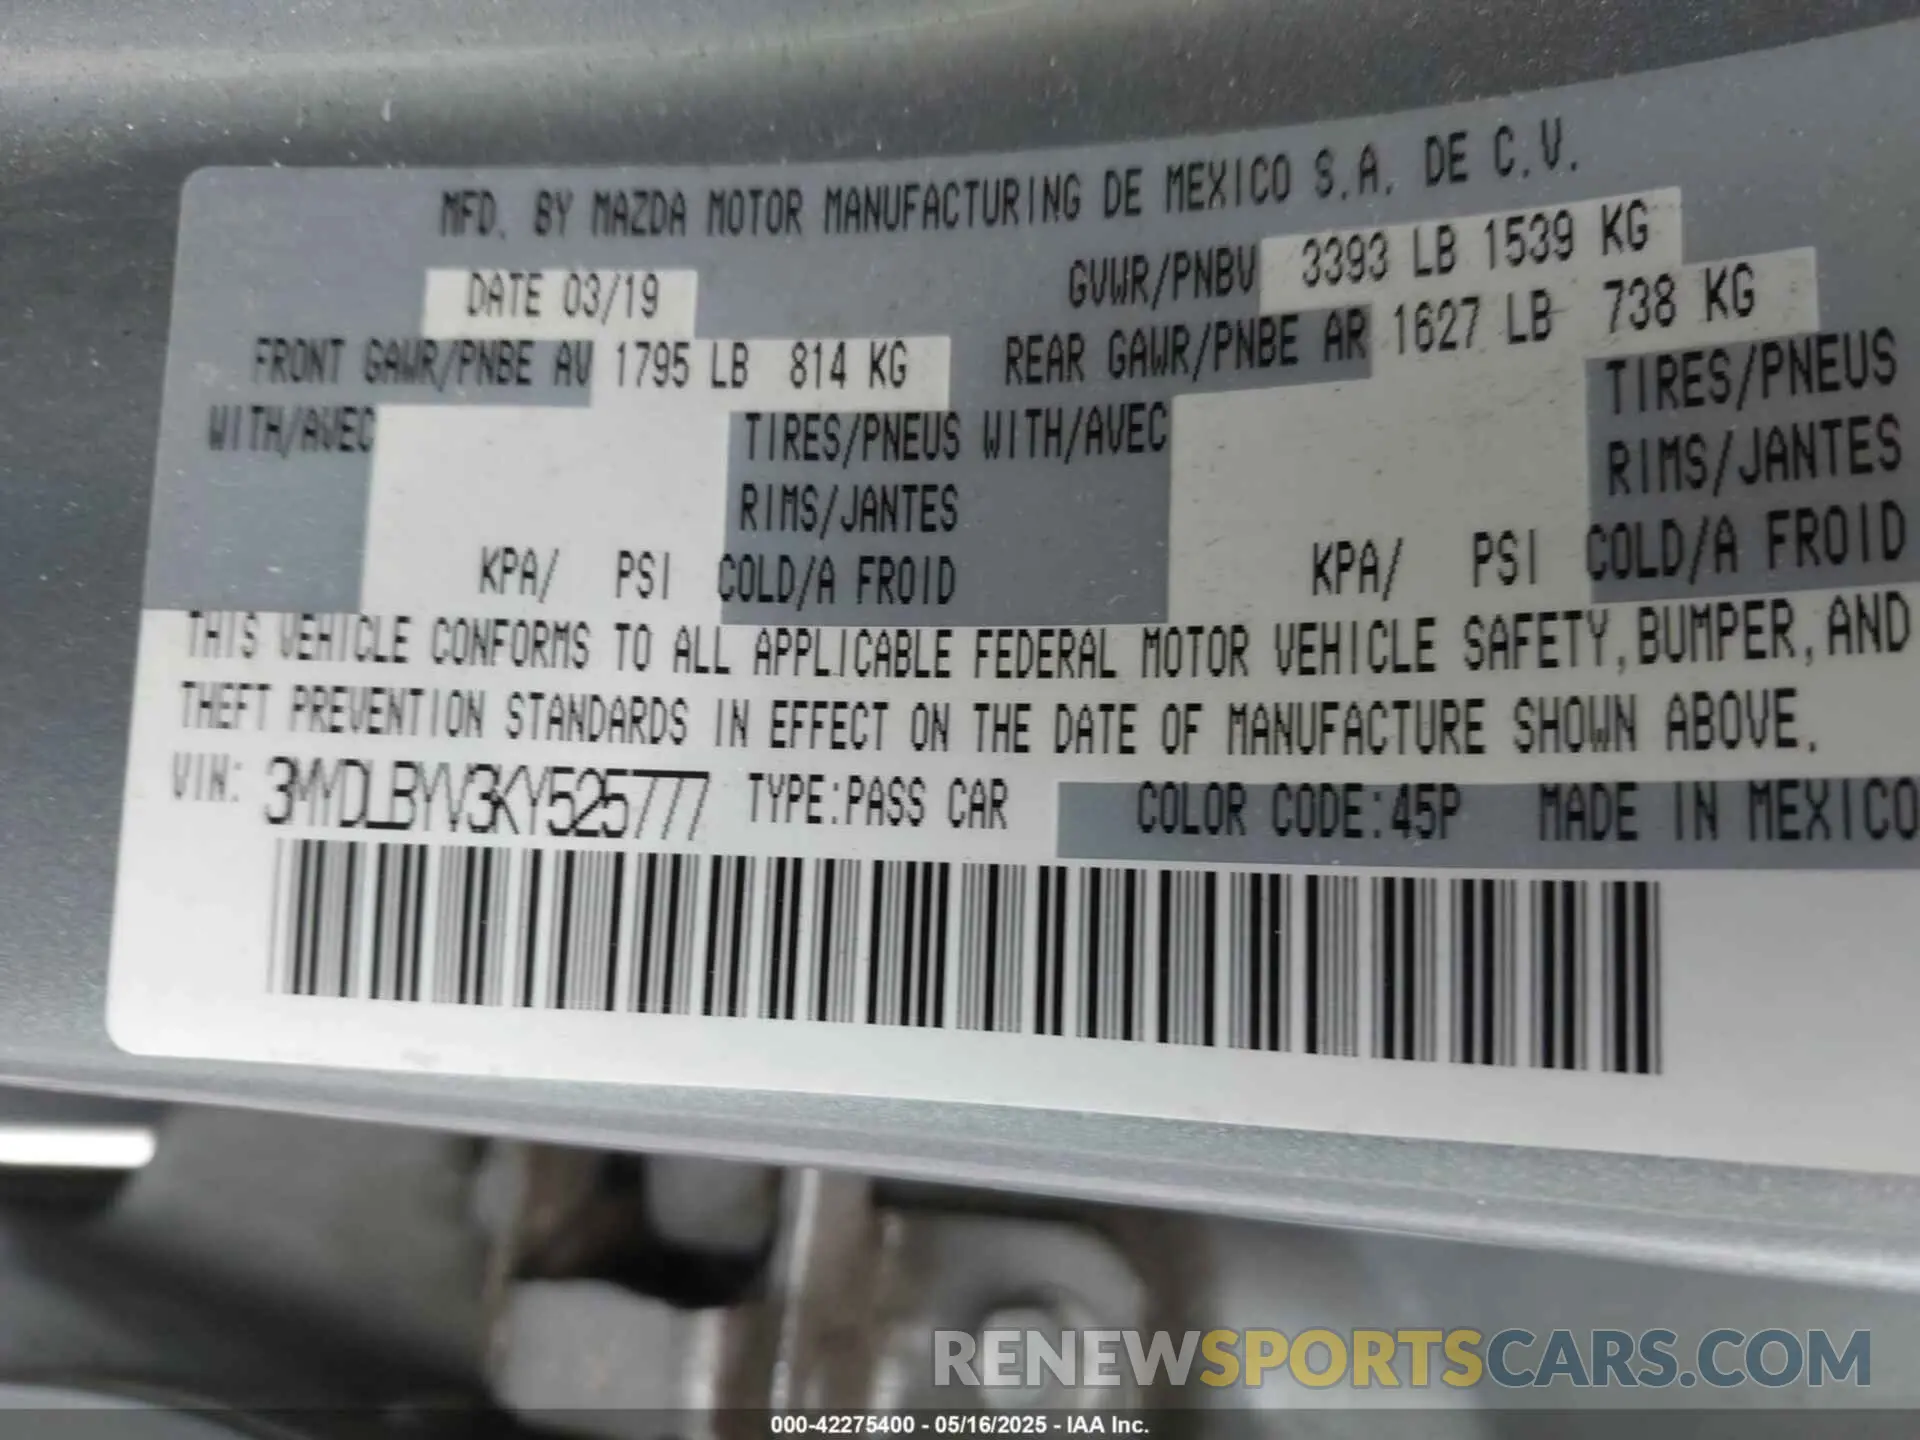 MFD. BY MAZDA MOTOR MANUFACTURING DE MEXICO S.A. DE C.V.
DATE 03/19 GVWR/PNBV 3393 LB 1539 KG
FRONT GAWR/PNBE AV 1795 LB 814 KG REAR GAWR/PNBE AR 1627 LB 738 KG
WITH/AVEC TIRES/PNEUS WITH/AVEC TIRES/PNEUS
RIMS/JANTES RIMS/JANTES
KPA/ PSI COLD/A FROID KPA/ PSI COLD/A FROID
THIS VEHICLE CONFORMS TO ALL APPLICABLE FEDERAL MOTOR VEHICLE SAFETY, BUMPER, AND
THEFT PREVENTION STANDARDS IN EFFECT ON THE DATE OF MANUFACTURE SHOWN ABOVE.
VIN: 3MYDLBYV3KY525777 TYPE:PASS CAR COLOR CODE:45P MADE IN MEXICO
RENEWSPORTSCARS.COM
000-42275400 - 05/16/2025 - IAA Inc.